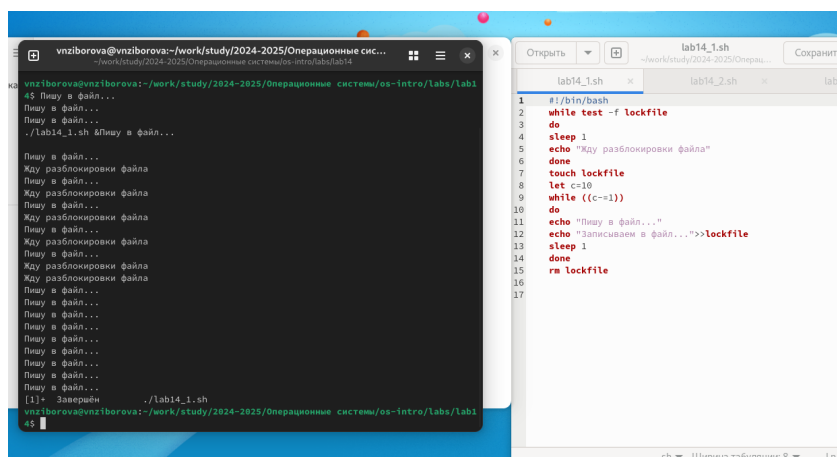 vnziborova@vnziborova:~/work/study/2024-2025/Операционные сис...
~/work/study/2024-2025/Операционные системы/os-intro/labs/lab14
vnziborova@vnziborova:~/work/study/2024-2025/Операционные системы/os-intro/labs/lab1
4$ Пишу в файл...
Пишу в файл...
Пишу в файл...
./lab14_1.sh &Пишу в файл...
Пишу в файл...
Жду разблокировки файла
Пишу в файл...
Жду разблокировки файла
Пишу в файл...
Жду разблокировки файла
Пишу в файл...
Жду разблокировки файла
Пишу в файл...
Жду разблокировки файла
Жду разблокировки файла
Пишу в файл...
Пишу в файл...
Пишу в файл...
Пишу в файл...
Пишу в файл...
Пишу в файл...
Пишу в файл...
Пишу в файл...
Пишу в файл...
[1]+ Завершён ./lab14_1.sh
vnziborova@vnziborova:~/work/study/2024-2025/Операционные системы/os-intro/labs/lab1
4$
Открыть
lab14_1.sh
~/work/study/2024-2025/Операц...
Сохранит
lab14_1.sh
lab14_2.sh
lab
1 #!/bin/bash
2 while test -f lockfile
3 do
4 sleep 1
5 echo "Жду разблокировки файла"
6 done
7 touch lockfile
8 let c=10
9 while ((c-=1))
10 do
11 echo "Пишу в файл..."
12 echo "Записываем в файл...">>lockfile
13 sleep 1
14 done
15 rm lockfile
16
17
sh
Ширина табуляции: 8